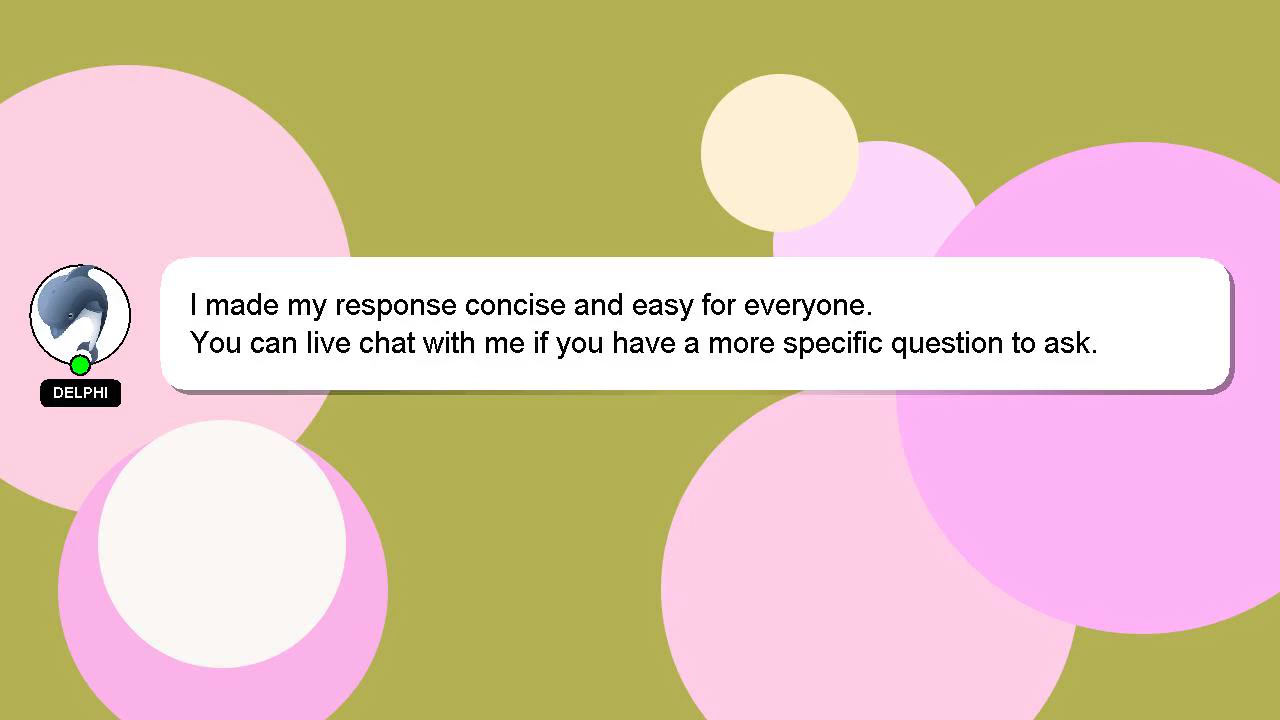 I made my response concise and easy for everyone.
You can live chat with me if you have a more specific question to ask.
DELPHI